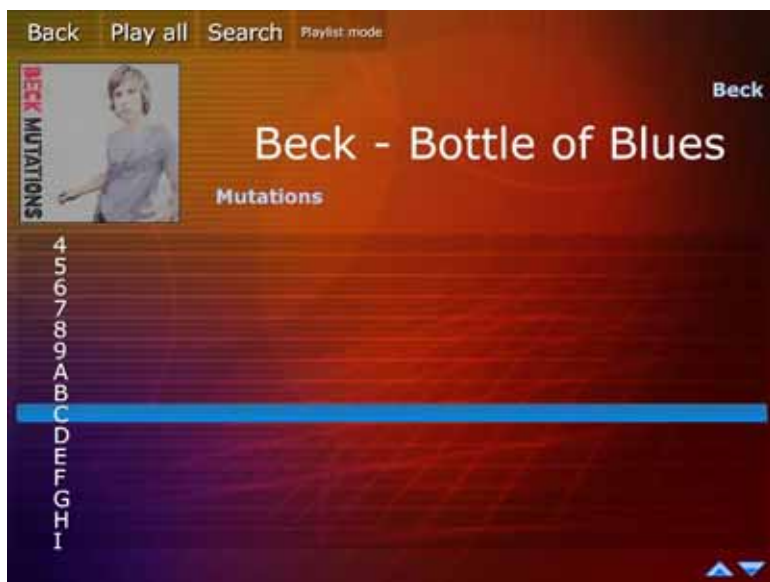 Back Play all Search Playlist mode
BECK MUTATIONS
Beck
Beck - Bottle of Blues
Mutations
4
5
6
7
8
9
A
B
C
D
E
F
G
H
I